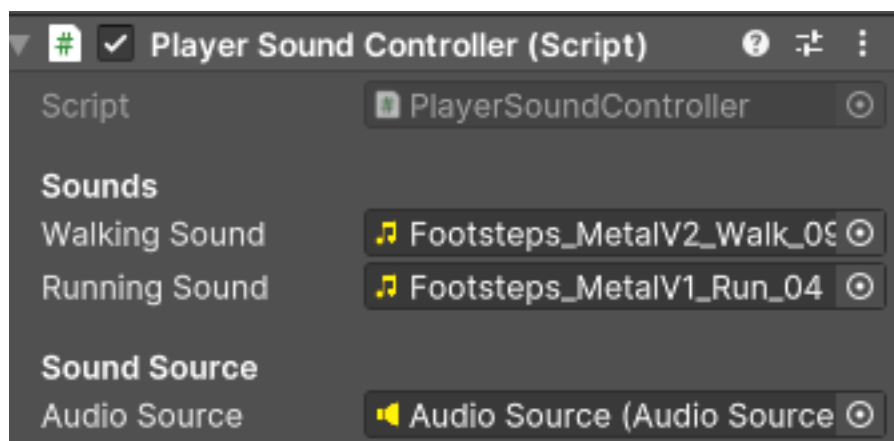 Player Sound Controller (Script)
Script PlayerSoundController
Sounds
Walking Sound Footsteps_MetalV2_Walk_09
Running Sound Footsteps_MetalV1_Run_04
Sound Source
Audio Source Audio Source (Audio Source